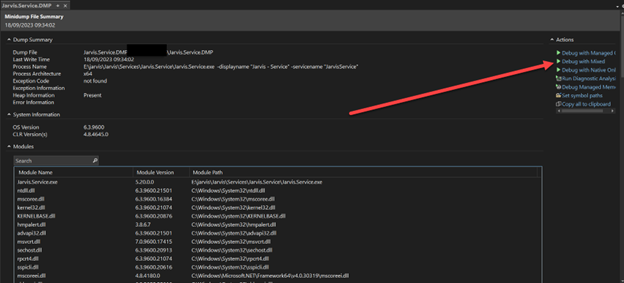 Jarvis.Service.DMP
Minidump File Summary
18/09/2023 09:34:02
Dump Summary
Dump File Jarvis.Service.DMP \Jarvis.Service.DMP
Last Write Time 18/09/2023 09:34:02
Process Name E:\jarvis\Jarvis\Services\Jarvis.Service\Jarvis.Service.exe -displayname "Jarvis - Service" -servicename "JarvisService"
Process Architecture x64
Exception Code not found
Exception Information
Heap Information Present
Error Information
System Information
OS Version 6.3.9600
CLR Version(s) 4.8.4645.0
Modules
Search
Module Name Module Version Module Path
Jarvis.Service.exe 5.20.0.0 E:\jarvis\Jarvis\Services\Jarvis.Service\Jarvis.Service.exe
ntdll.dll 6.3.9600.21501 C:\Windows\System32\ntdll.dll
mscoree.dll 6.3.9600.16384 C:\Windows\System32\mscoree.dll
kernel32.dll 6.3.9600.21074 C:\Windows\System32\kernel32.dll
KERNELBASE.dll 6.3.9600.20876 C:\Windows\System32\KERNELBASE.dll
hmpalert.dll 3.8.6.7 C:\Windows\System32\hmpalert.dll
advapi32.dll 6.3.9600.21501 C:\Windows\System32\advapi32.dll
msvcrt.dll 7.0.9600.17415 C:\Windows\System32\msvcrt.dll
sechost.dll 6.3.9600.20913 C:\Windows\System32\sechost.dll
rpcrt4.dll 6.3.9600.21074 C:\Windows\System32\rpcrt4.dll
sspicli.dll 6.3.9600.20616 C:\Windows\System32\sspicli.dll
mscoreei.dll 4.8.4180.0 C:\Windows\Microsoft.NET\Framework64\v4.0.30319\mscoreei.dll
Actions
Debug with Managed
Debug with Mixed
Debug with Native Onl
Run Diagnostic Analysis
Debug Managed Mem
Set symbol paths
Copy all to clipboard